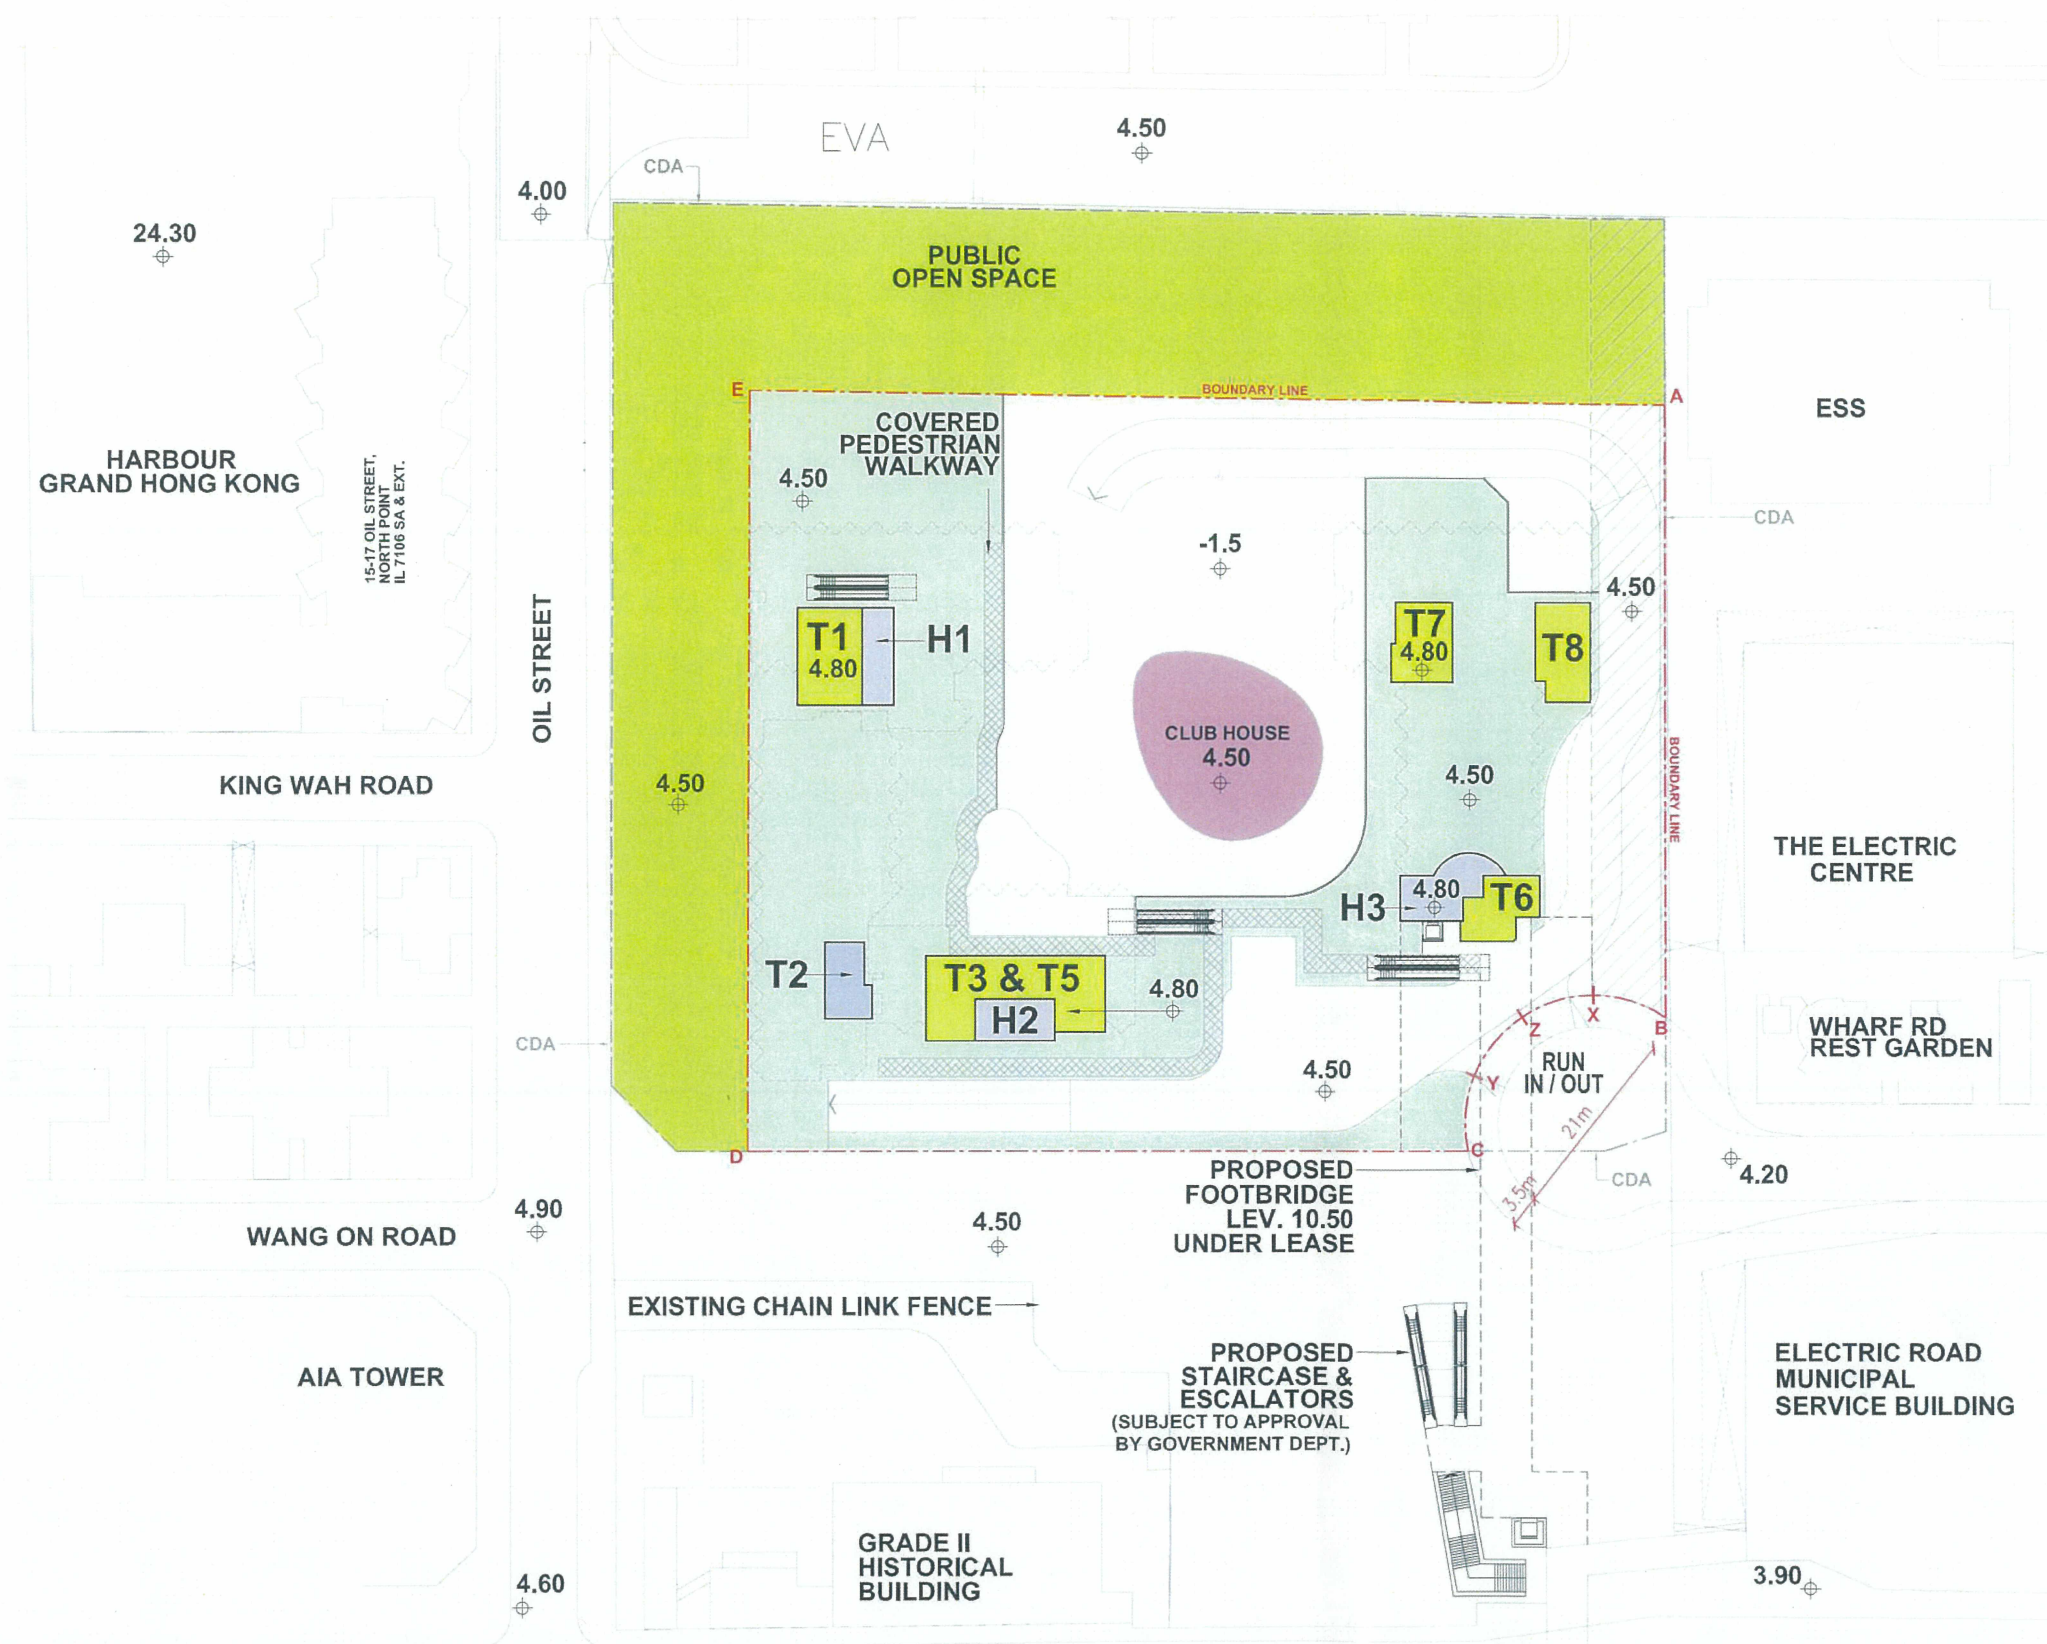 EVA
4.50
CDA
4.00
24.30
PUBLIC
OPEN SPACE
E
BOUNDARY LINE
A
COVERED
PEDESTRIAN
WALKWAY
4.50
ESS
HARBOUR
GRAND HONG KONG
15-17 OIL STREET,
NORTH POINT
IL 7106 SA & EXT.
-1.5
CDA
4.50
OIL STREET
T1
4.80
H1
T7
4.80
T8
CLUB HOUSE
4.50
BOUNDARY LINE
KING WAH ROAD
4.50
4.50
THE ELECTRIC
CENTRE
4.80
H3
T6
T2
T3 & T5
H2
4.80
CDA
Z
X
B
WHARF RD
REST GARDEN
RUN
IN / OUT
4.50
Y
21m
D
C
3.5m
CDA
4.20
PROPOSED
FOOTBRIDGE
LEV. 10.50
UNDER LEASE
4.90
WANG ON ROAD
4.50
EXISTING CHAIN LINK FENCE
PROPOSED
STAIRCASE &
ESCALATORS
(SUBJECT TO APPROVAL
BY GOVERNMENT DEPT.)
AIA TOWER
ELECTRIC ROAD
MUNICIPAL
SERVICE BUILDING
GRADE II
HISTORICAL
BUILDING
4.60
3.90